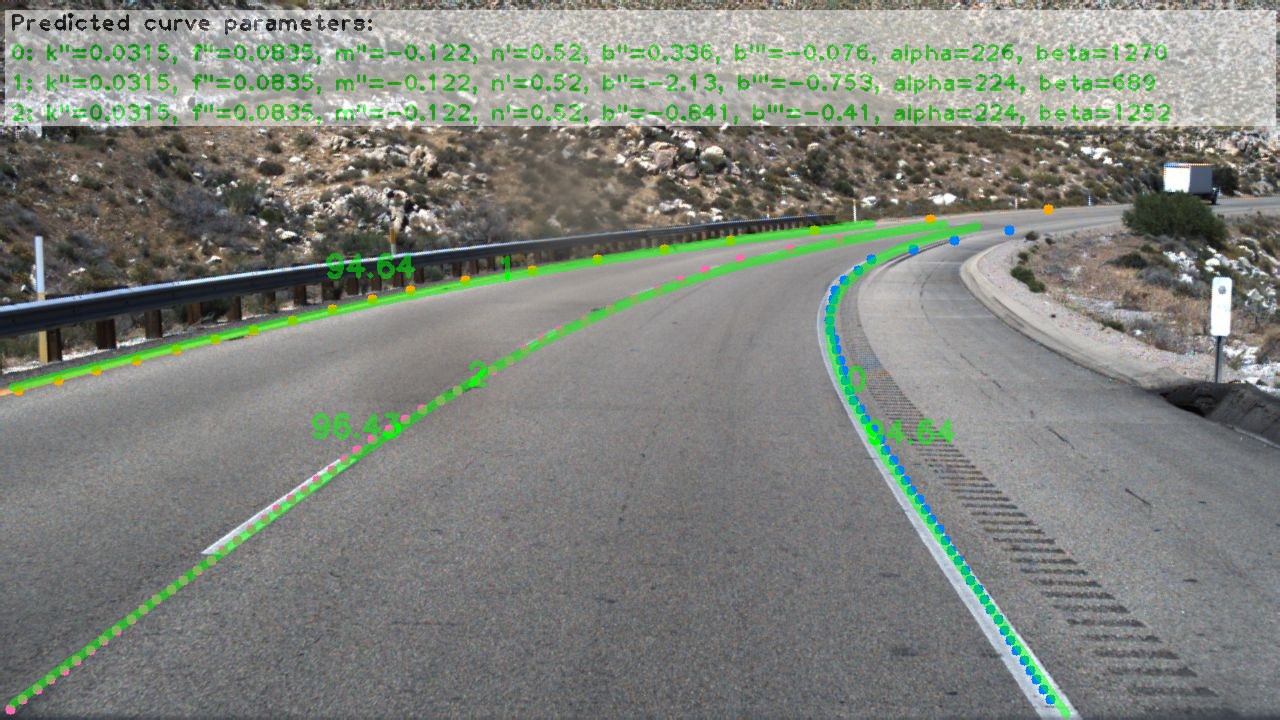 Predicted curve parameters:
0: k''=0.0315, f''=0.0835, m''=-0.122, n'=0.52, b''=0.336, b'''=-0.076, alpha=226, beta=1270
1: k''=0.0315, f''=0.0835, m''=-0.122, n'=0.52, b''=-2.13, b'''=-0.753, alpha=224, beta=689
2: k''=0.0315, f''=0.0835, m''=-0.122, n'=0.52, b''=-0.841, b'''=-0.41, alpha=224, beta=1252
94.64 1
2 0
96.43 94.64